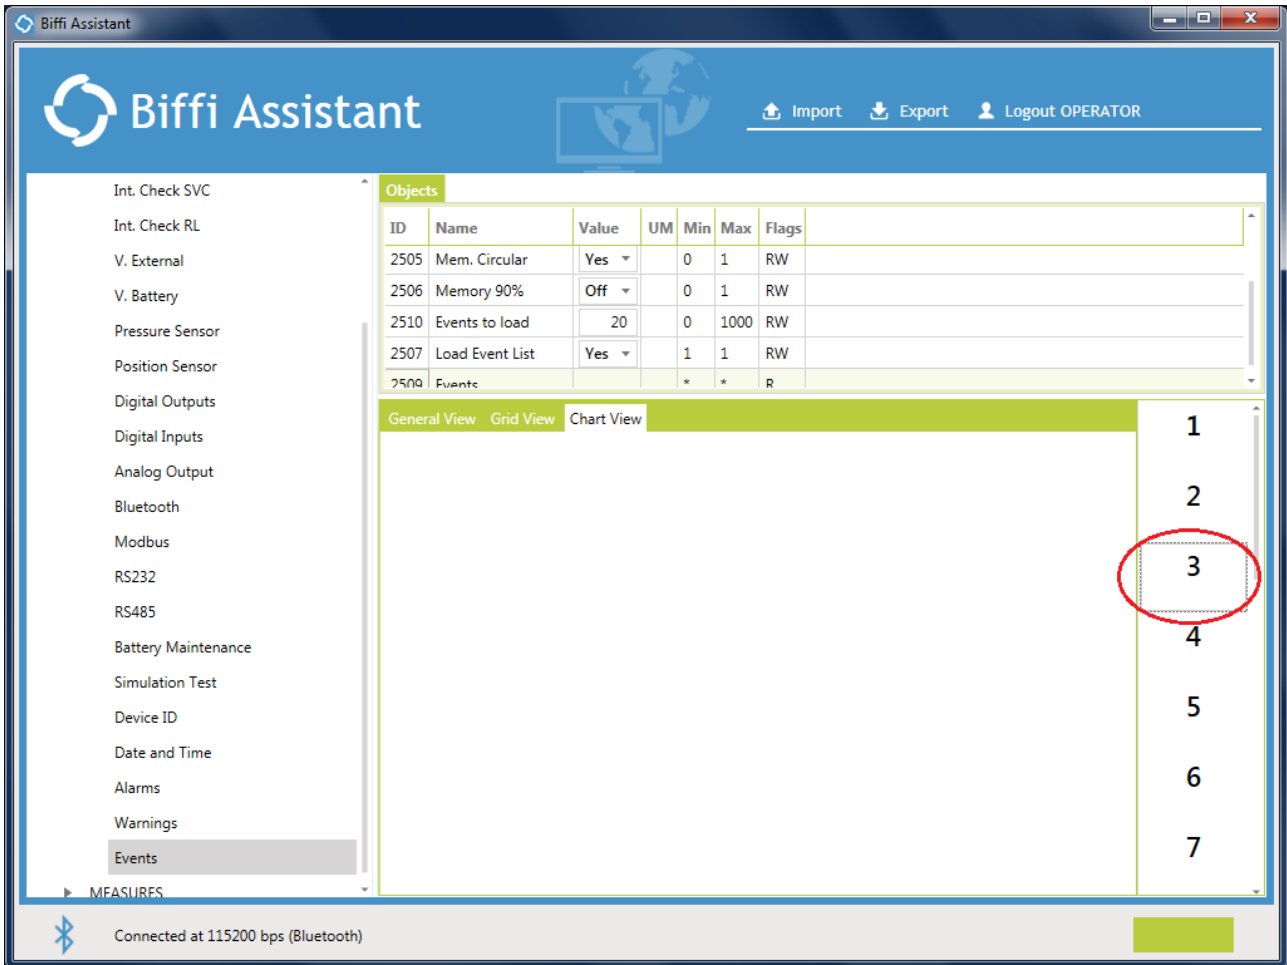 Biffi Assistant
Biffi Assistant
Import Export Logout OPERATOR
Int. Check SVC
Int. Check RL
V. External
V. Battery
Pressure Sensor
Position Sensor
Digital Outputs
Digital Inputs
Analog Output
Bluetooth
Modbus
RS232
RS485
Battery Maintenance
Simulation Test
Device ID
Date and Time
Alarms
Warnings
Events
MEASURES
Objects
ID Name Value UM Min Max Flags
2505 Mem. Circular Yes 0 1 RW
2506 Memory 90% Off 0 1 RW
2510 Events to load 20 0 1000 RW
2507 Load Event List Yes 1 1 RW
2509 Events * * R
General View Grid View Chart View
1
2
3
4
5
6
7
Connected at 115200 bps (Bluetooth)